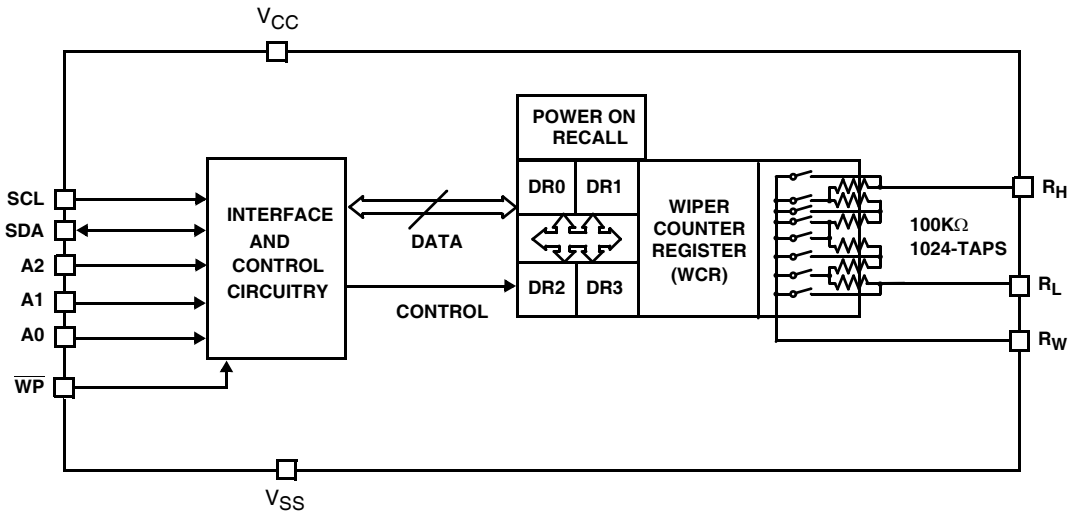 VCC
POWER ON
RECALL
DR0
DR1
SCL
SDA
A2
A1
A0
WP
INTERFACE
AND
CONTROL
CIRCUITRY
DATA
CONTROL
DR2
DR3
WIPER
COUNTER
REGISTER
(WCR)
100KΩ
1024-TAPS
RH
RL
RW
VSS